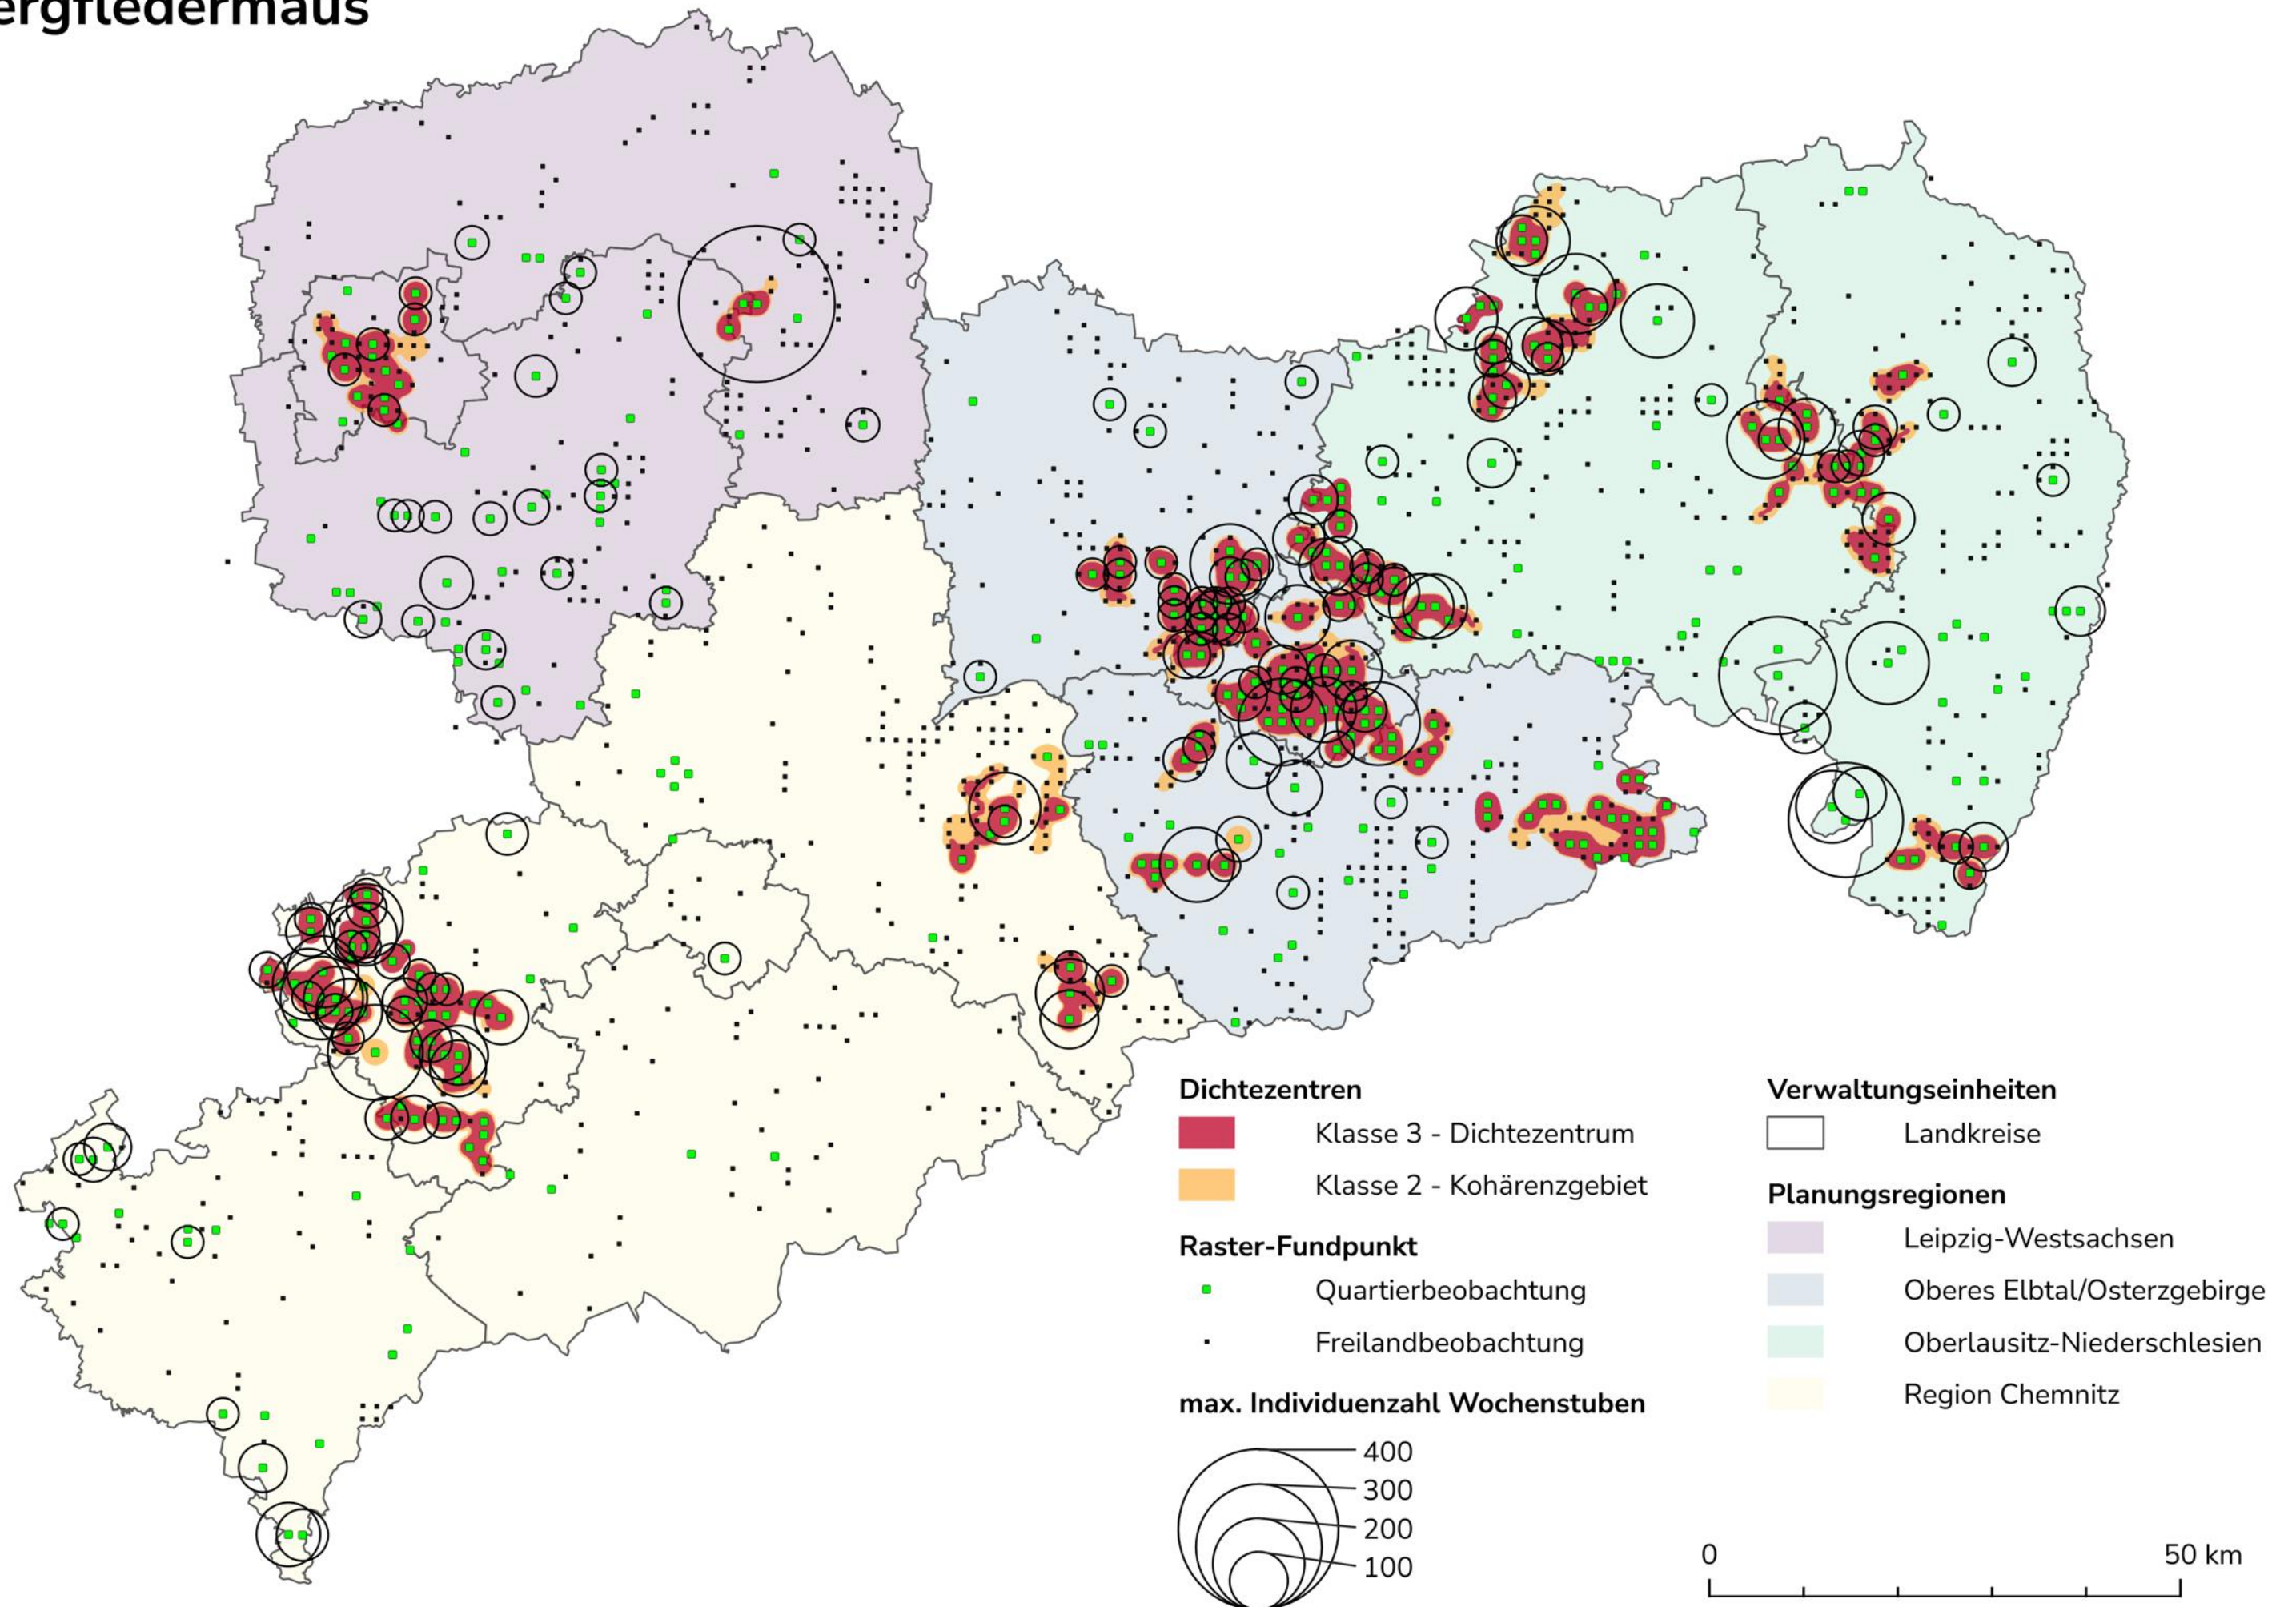 ergfledermaus
Dichtezentren
Klasse 3 - Dichtezentrum
Klasse 2 - Kohärenzgebiet
Raster-Fundpunkt
Quartierbeobachtung
Freilandbeobachtung
max. Individuenzahl Wochenstuben
400
300
200
100
Verwaltungseinheiten
Landkreise
Planungsregionen
Leipzig-Westsachsen
Oberes Elbtal/Osterzgebirge
Oberlausitz-Niederschlesien
Region Chemnitz
0 50 km